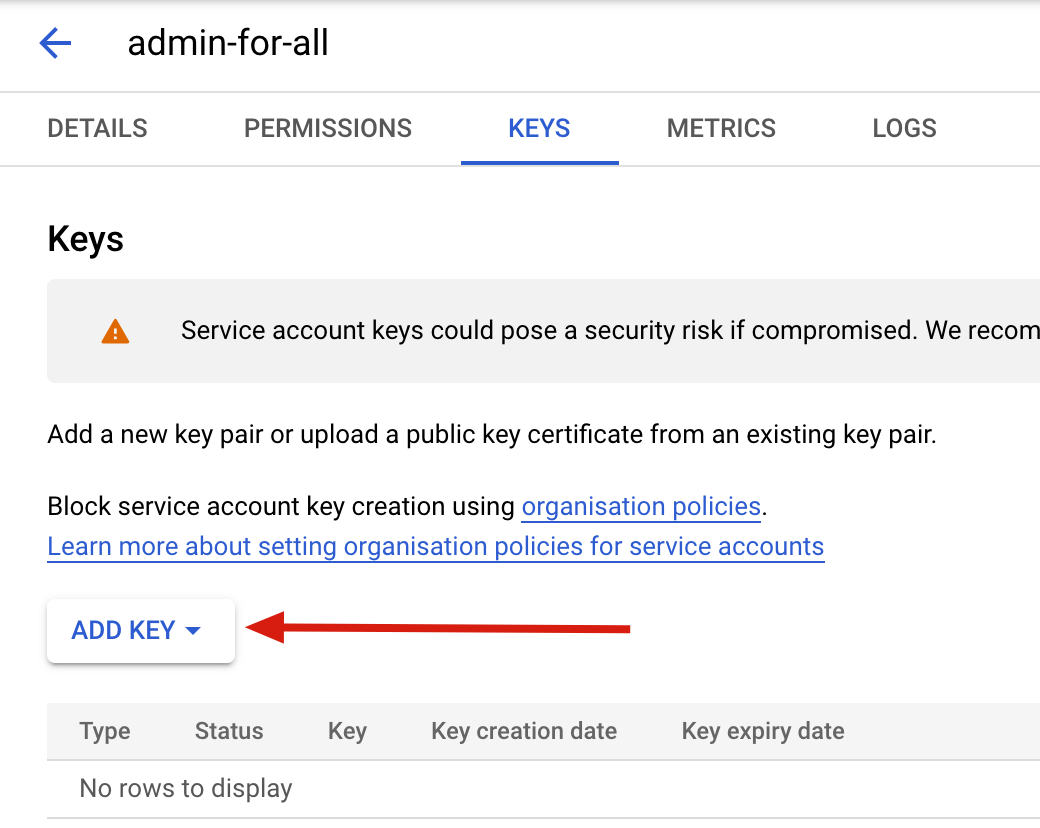 admin-for-all
DETAILS PERMISSIONS KEYS METRICS LOGS
Keys
Service account keys could pose a security risk if compromised. We recom
Add a new key pair or upload a public key certificate from an existing key pair.
Block service account key creation using organisation policies.
Learn more about setting organisation policies for service accounts
ADD KEY
Type Status Key Key creation date Key expiry date
No rows to display